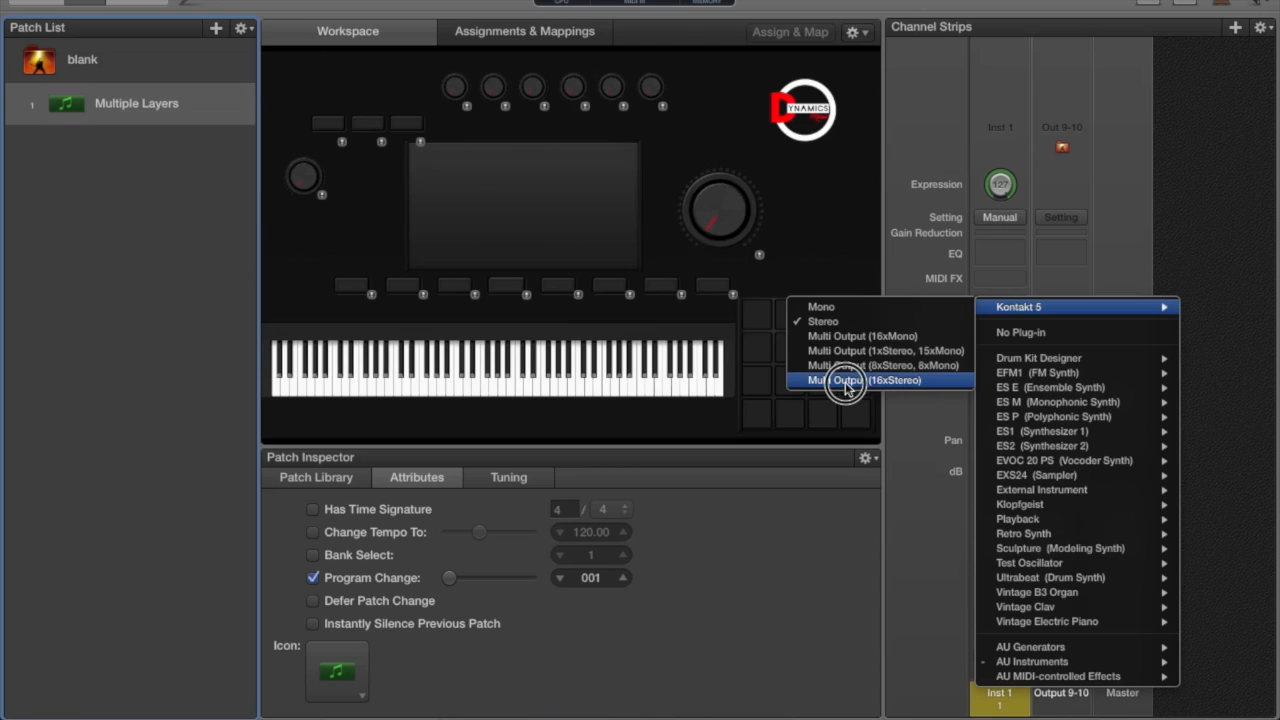 CPU
MIDI In
MEMORY
Patch List
Workspace
Assignments & Mappings
Assign & Map
Channel Strips
blank
1
Multiple Layers
DYNAMICS
Inst 1
Out 9-10
Expression
127
Setting
Manual
Setting
Gain Reduction
EQ
MIDI FX
Pan
dB
Mono
✓ Stereo
Multi Output (16xMono)
Multi Output (1xStereo, 15xMono)
Multi Output (8xStereo, 8xMono)
Multi Output (16xStereo)
Kontakt 5
No Plug-in
Drum Kit Designer
EFM1 (FM Synth)
ES E (Ensemble Synth)
ES M (Monophonic Synth)
ES P (Polyphonic Synth)
ES1 (Synthesizer 1)
ES2 (Synthesizer 2)
EVOC 20 PS (Vocoder Synth)
EXS24 (Sampler)
External Instrument
Klopfgeist
Playback
Retro Synth
Sculpture (Modeling Synth)
Test Oscillator
Ultrabeat (Drum Synth)
Vintage B3 Organ
Vintage Clav
Vintage Electric Piano
AU Generators
- AU Instruments
AU MIDI-controlled Effects
Inst 1
1
Output 9-10
Master
Patch Inspector
Patch Library
Attributes
Tuning
Has Time Signature
4 / 4
Change Tempo To:
120.00
Bank Select:
1
Program Change:
001
Defer Patch Change
Instantly Silence Previous Patch
Icon: